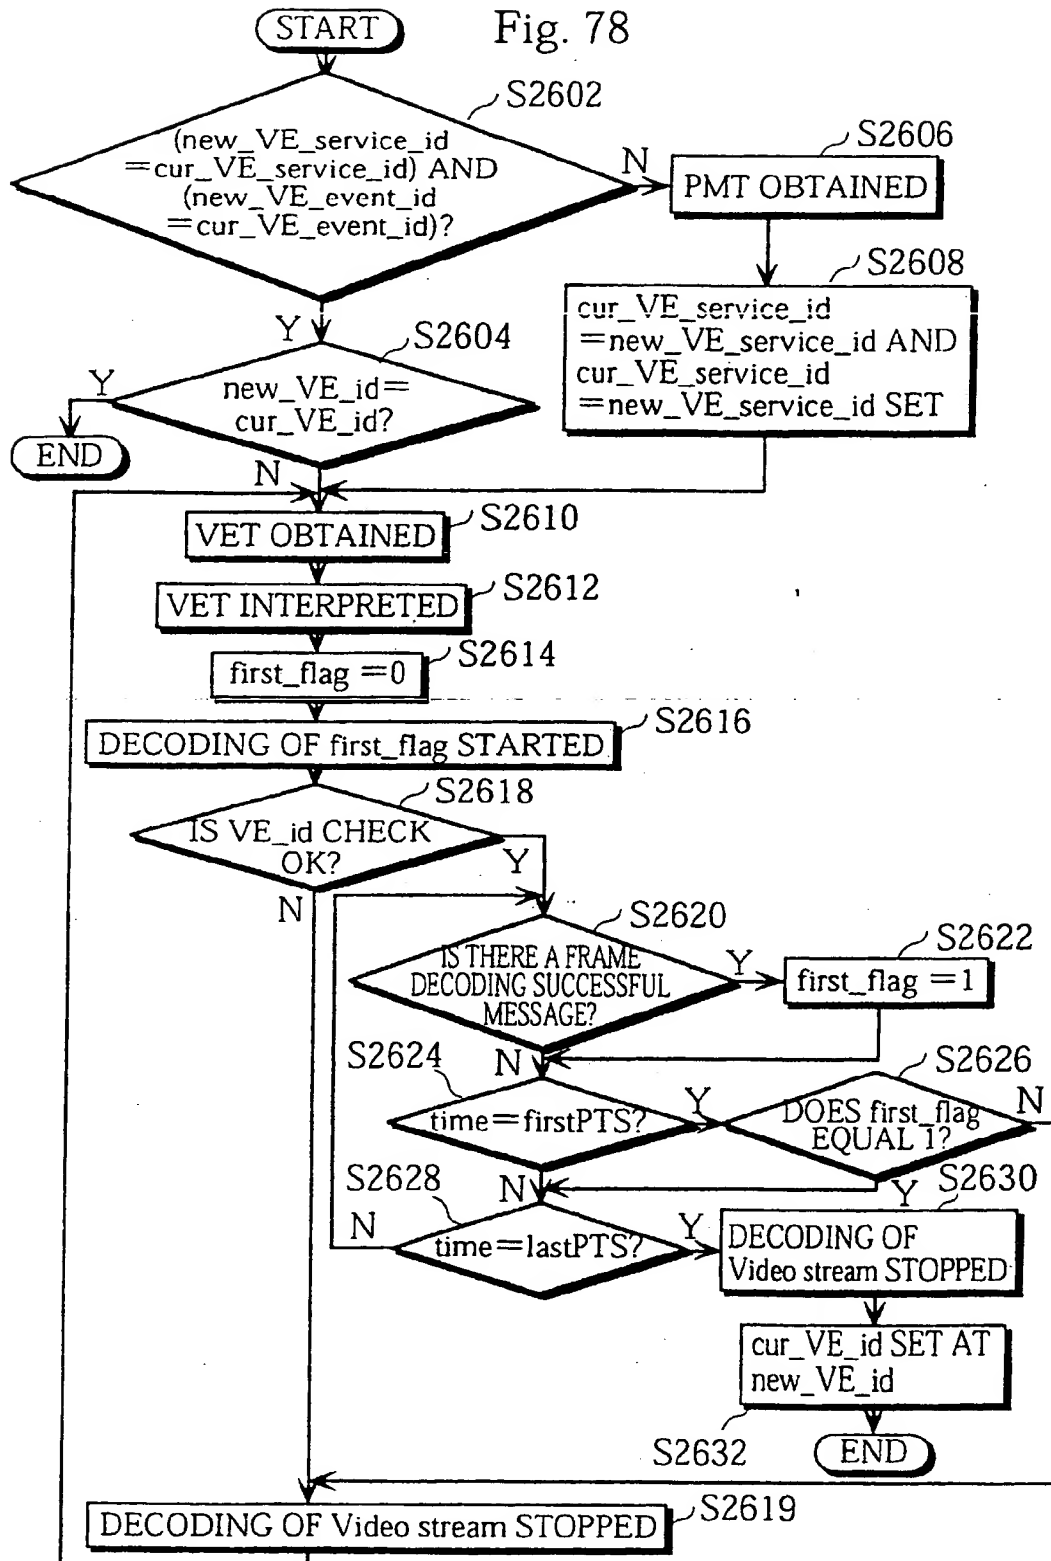 START
Fig. 78
S2602
(new_VE_service_id
=cur_VE_service_id) AND
(new_VE_event_id
=cur_VE_event_id)?
N
S2606
PMT OBTAINED
S2608
cur_VE_service_id
=new_VE_service_id AND
cur_VE_service_id
=new_VE_service_id SET
Y
S2604
new_VE_id=
cur_VE_id?
Y
END
N
S2610
VET OBTAINED
S2612
VET INTERPRETED
S2614
first_flag =0
S2616
DECODING OF first_flag STARTED
S2618
IS VE_id CHECK
OK?
Y
N
S2620
IS THERE A FRAME
DECODING SUCCESSFUL
MESSAGE?
Y
S2622
first_flag =1
N
S2624
time=firstPTS?
Y
S2626
DOES first_flag
EQUAL 1?
N
Y
N
S2628
time=lastPTS?
N
Y
S2630
DECODING OF
Video stream STOPPED
cur_VE_id SET AT
new_VE_id
S2632
END
S2619
DECODING OF Video stream STOPPED